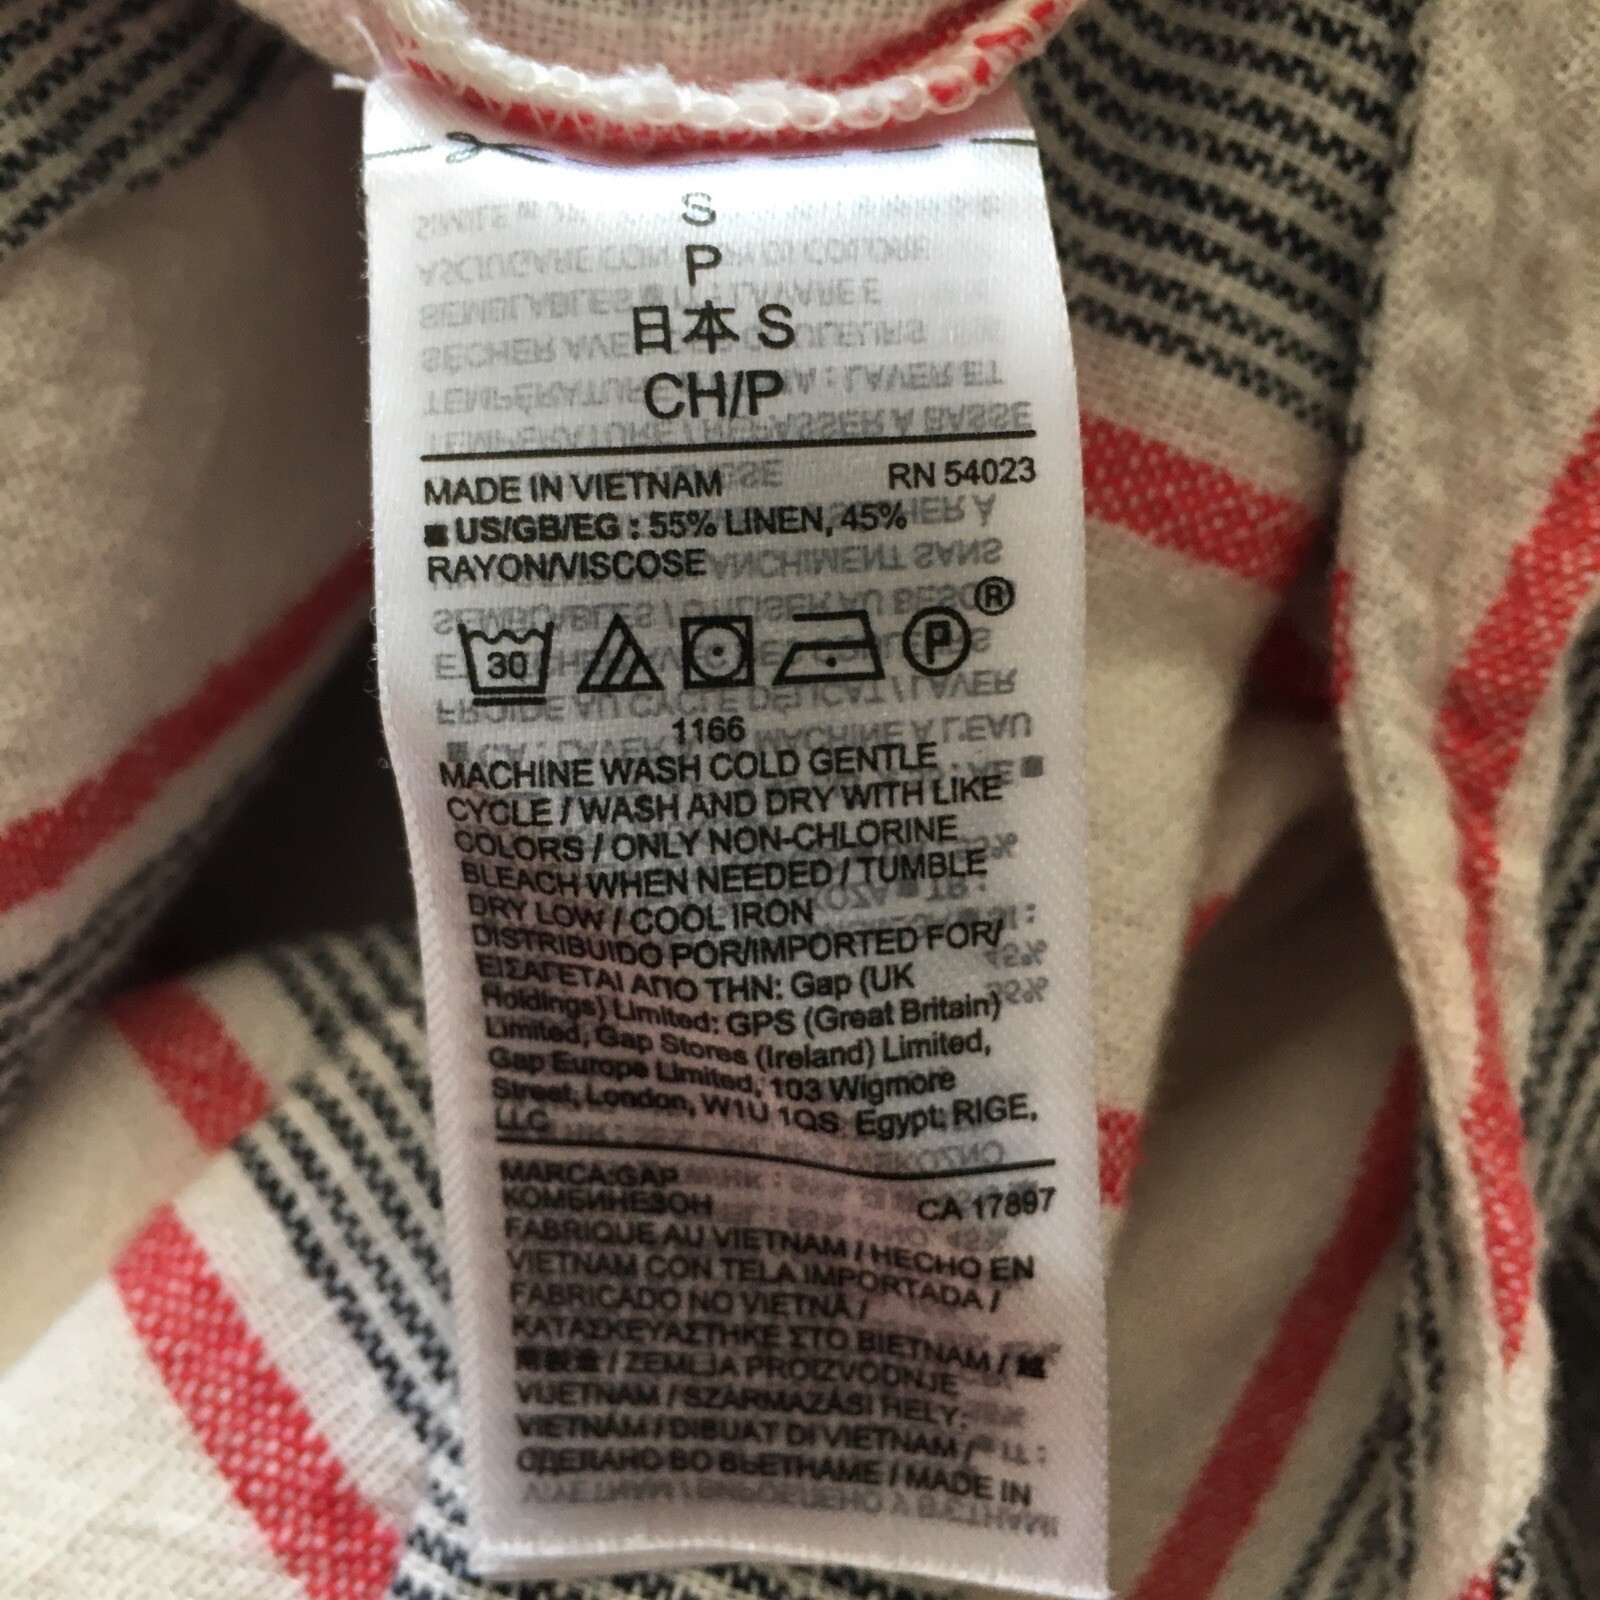 S
P
日本 S
CH/P
MADE IN VIETNAM RN 54023
■ US/GB/EG : 55% LINEN, 45%
RAYON/VISCOSE
30 P ®
1166
MACHINE WASH COLD GENTLE
CYCLE / WASH AND DRY WITH LIKE
COLORS / ONLY NON-CHLORINE
BLEACH WHEN NEEDED / TUMBLE
DRY LOW / COOL IRON
DISTRIBUIDO POR/IMPORTED FOR/
ΕΙΣΑΓΕΤΑΙ ΑΠΟ ΤΗΝ: Gap (UK
Holdings) Limited: GPS (Great Britain)
Limited, Gap Stores (Ireland) Limited,
Gap Europe Limited, 103 Wigmore
Street, London, W1U 1QS: Egypt: RIGE,
LLC
MARCA:GAP
КОМБИНЕЗОН CA 17897
FABRIQUE AU VIETNAM / HECHO EN
VIETNAM CON TELA IMPORTADA /
FABRICADO NO VIETNÃ /
ΚΑΤΑΣΚΕΥΑΣΤΗΚΕ ΣΤΟ ΒΙΕΤΝΑΜ /
/ ZEMLJA PROIZVODNJE
VIJETNAM / SZÁRMAZÁSI HELY:
VIETNÁM / DIBUAT DI VIETNAM /
СДЕЛАНО ВО ВЬЕТНАМЕ / MADE IN